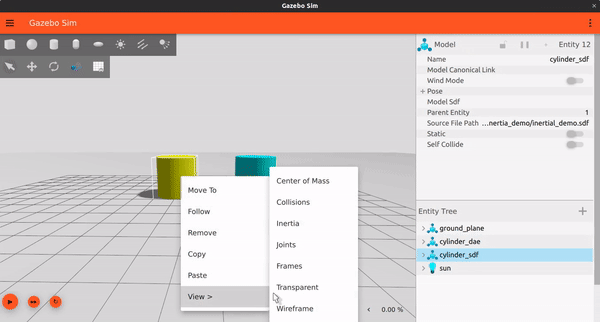 Gazebo Sim
Gazebo Sim
Model
Entity 12
Name
cylinder_sdf
Model Canonical Link
Wind Mode
Pose
Model Sdf
Parent Entity
1
Source File Path
...nertia_demo/inertial_demo.sdf
Static
Self Collide
Move To
Follow
Remove
Copy
Paste
View >
Center of Mass
Collisions
Inertia
Joints
Frames
Transparent
Wireframe
0.00 %
Entity Tree
ground_plane
cylinder_dae
cylinder_sdf
sun